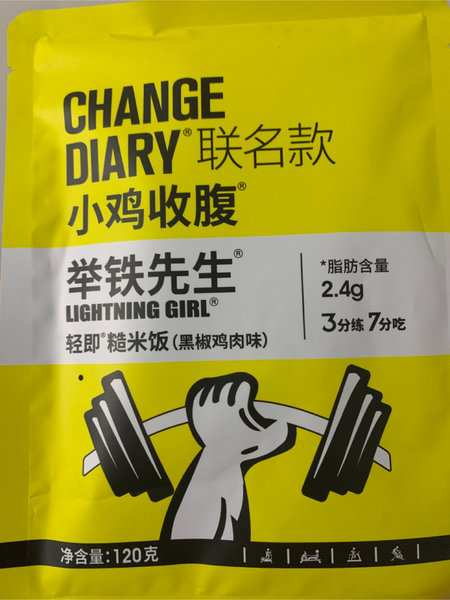 CHANGE
DIARY® 联名款
小鸡收腹®
举铁先生®
LIGHTNING GIRL®
轻即®糙米饭(黑椒鸡肉味)
*脂肪含量
2.4g
3分练7分吃
净含量:120克